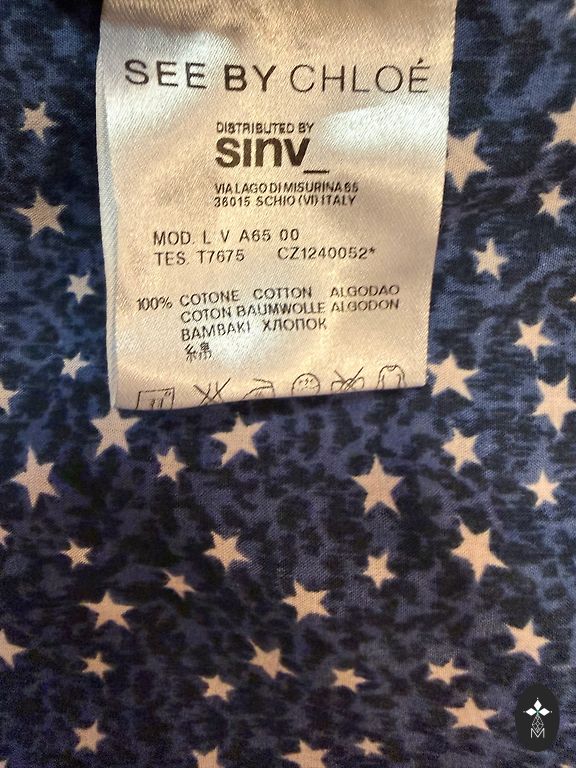 SEE BY CHLOÉ
DISTRIBUTED BY
sinv_
VIA LAGO DI MISURINA 65
36015 SCHIO (VI) ITALY
MOD. L V A65 00
TES. T7675 CZ1240052*
100% COTONE COTTON ALGODAO
COTON BAUMWOLLE ALGODON
BAMBAKI ХЛОПОК
M